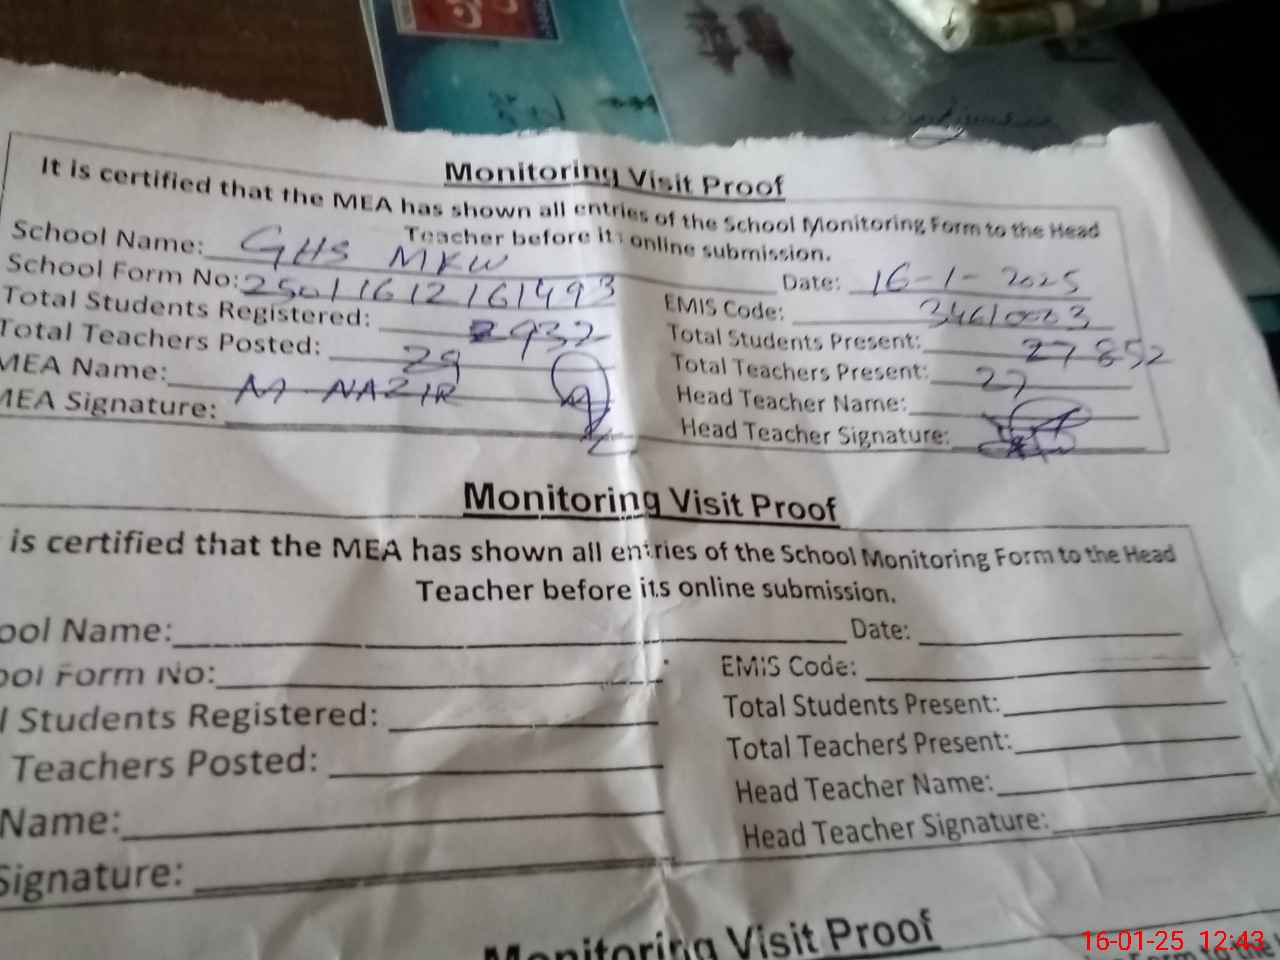 Monitoring Visit Proof
It is certified that the MEA has shown all entries of the School Monitoring Form to the Head
Teacher before its online submission.
School Name: GHS MKW Date: 16-1-2025
School Form No: 25011612161493 EMIS Code: 34610003
Total Students Registered: 932 Total Students Present: 852
Total Teachers Posted: 29 Total Teachers Present: 27
MEA Name: M NAZIR Head Teacher Name:
MEA Signature: Head Teacher Signature:
Monitoring Visit Proof
is certified that the MEA has shown all entries of the School Monitoring Form to the Head
Teacher before its online submission.
ool Name: Date:
ool Form No: EMIS Code:
l Students Registered: Total Students Present:
Teachers Posted: Total Teachers Present:
Name: Head Teacher Name:
Signature: Head Teacher Signature:
Monitoring Visit Proof
16-01-25 12:43